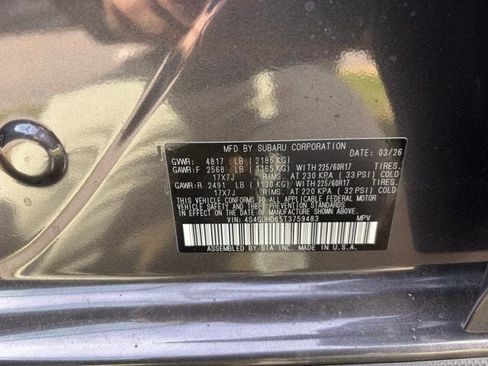 MFD BY SUBARU CORPORATION 03/26
GVWR: 4817 LB (2185 KG)
GAWR:F 2568 LB (1165 KG) WITH 225/60R17 TIRES.
17X7J RIMS. AT 230 KPA (33 PSI) COLD
GAWR:R 2491 LB (1130 KG) WITH 225/60R17 TIRES.
17X7J RIMS. AT 220 KPA (32 PSI) COLD
THIS VEHICLE CONFORMS TO ALL APPLICABLE FEDERAL MOTOR
VEHICLE SAFETY, BUMPER, AND THEFT PREVENTION STANDARDS
IN EFFECT ON THE DATE OF MANUFACTURE SHOWN ABOVE.
VIN: 4S4GUHD65T3759483 MPV
ASSEMBLED BY SIA INC. MADE IN U.S.A.